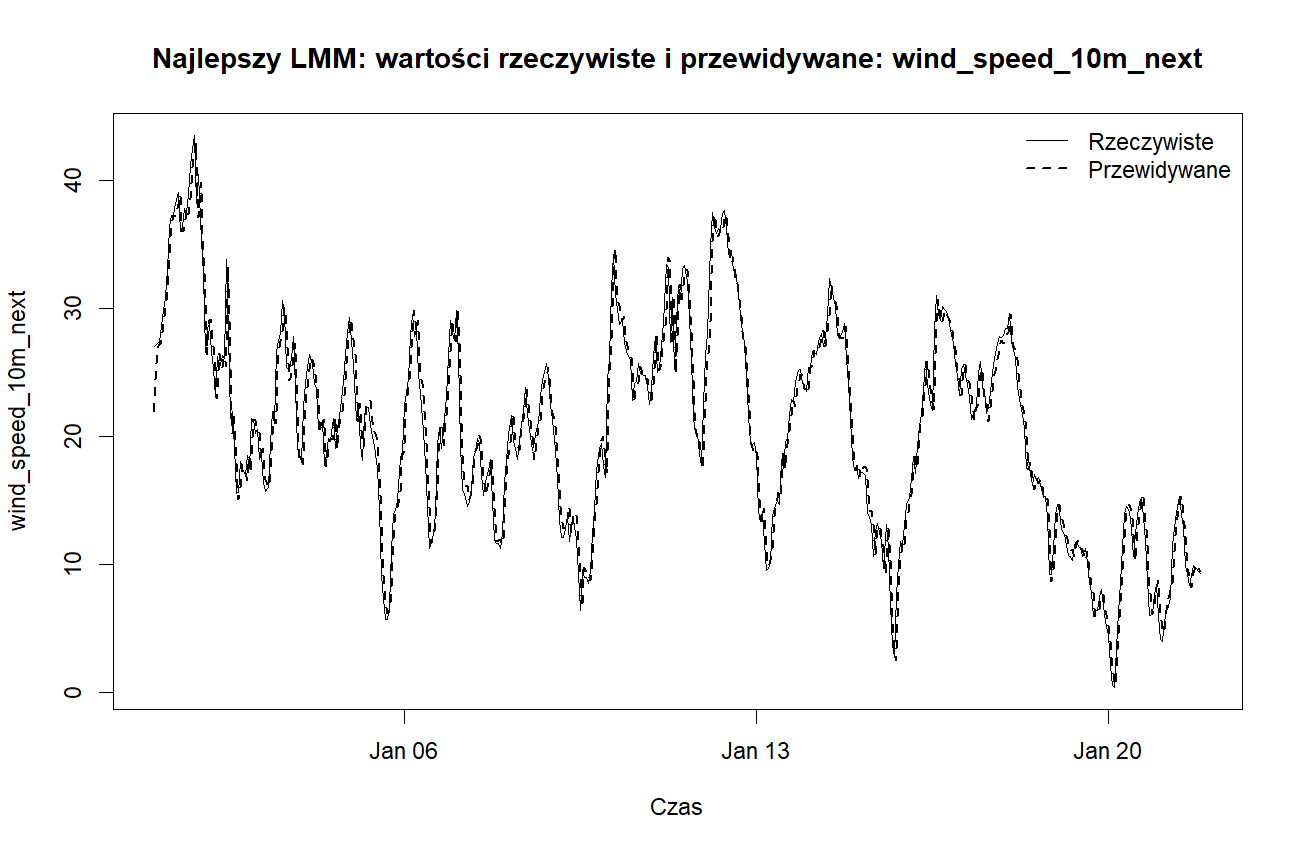 Najlepszy LMM: wartości rzeczywiste i przewidywane: wind_speed_10m_next
Rzeczywiste
Przewidywane
wind_speed_10m_next
40
30
20
10
0
Jan 06
Jan 13
Jan 20
Czas